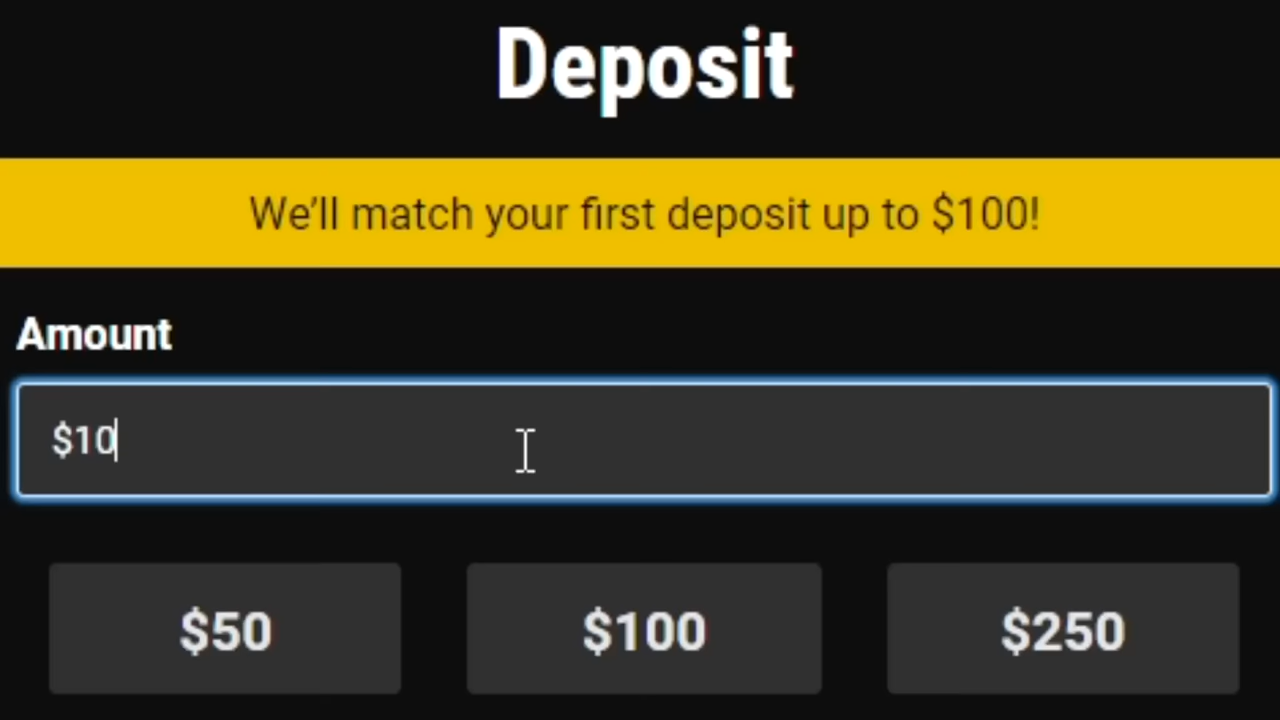 Deposit
We’ll match your first deposit up to $100!
Amount
$10
$50 $100 $250